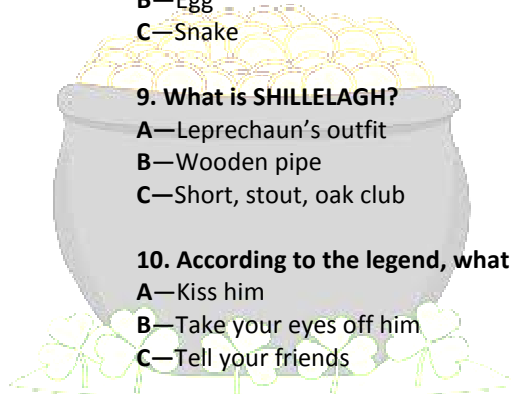 B—Egg
C—Snake
9. What is SHILLELAGH?
A—Leprechaun's outfit
B—Wooden pipe
C—Short, stout, oak club
10. According to the legend, what
A—Kiss him
B—Take your eyes off him
C—Tell your friends